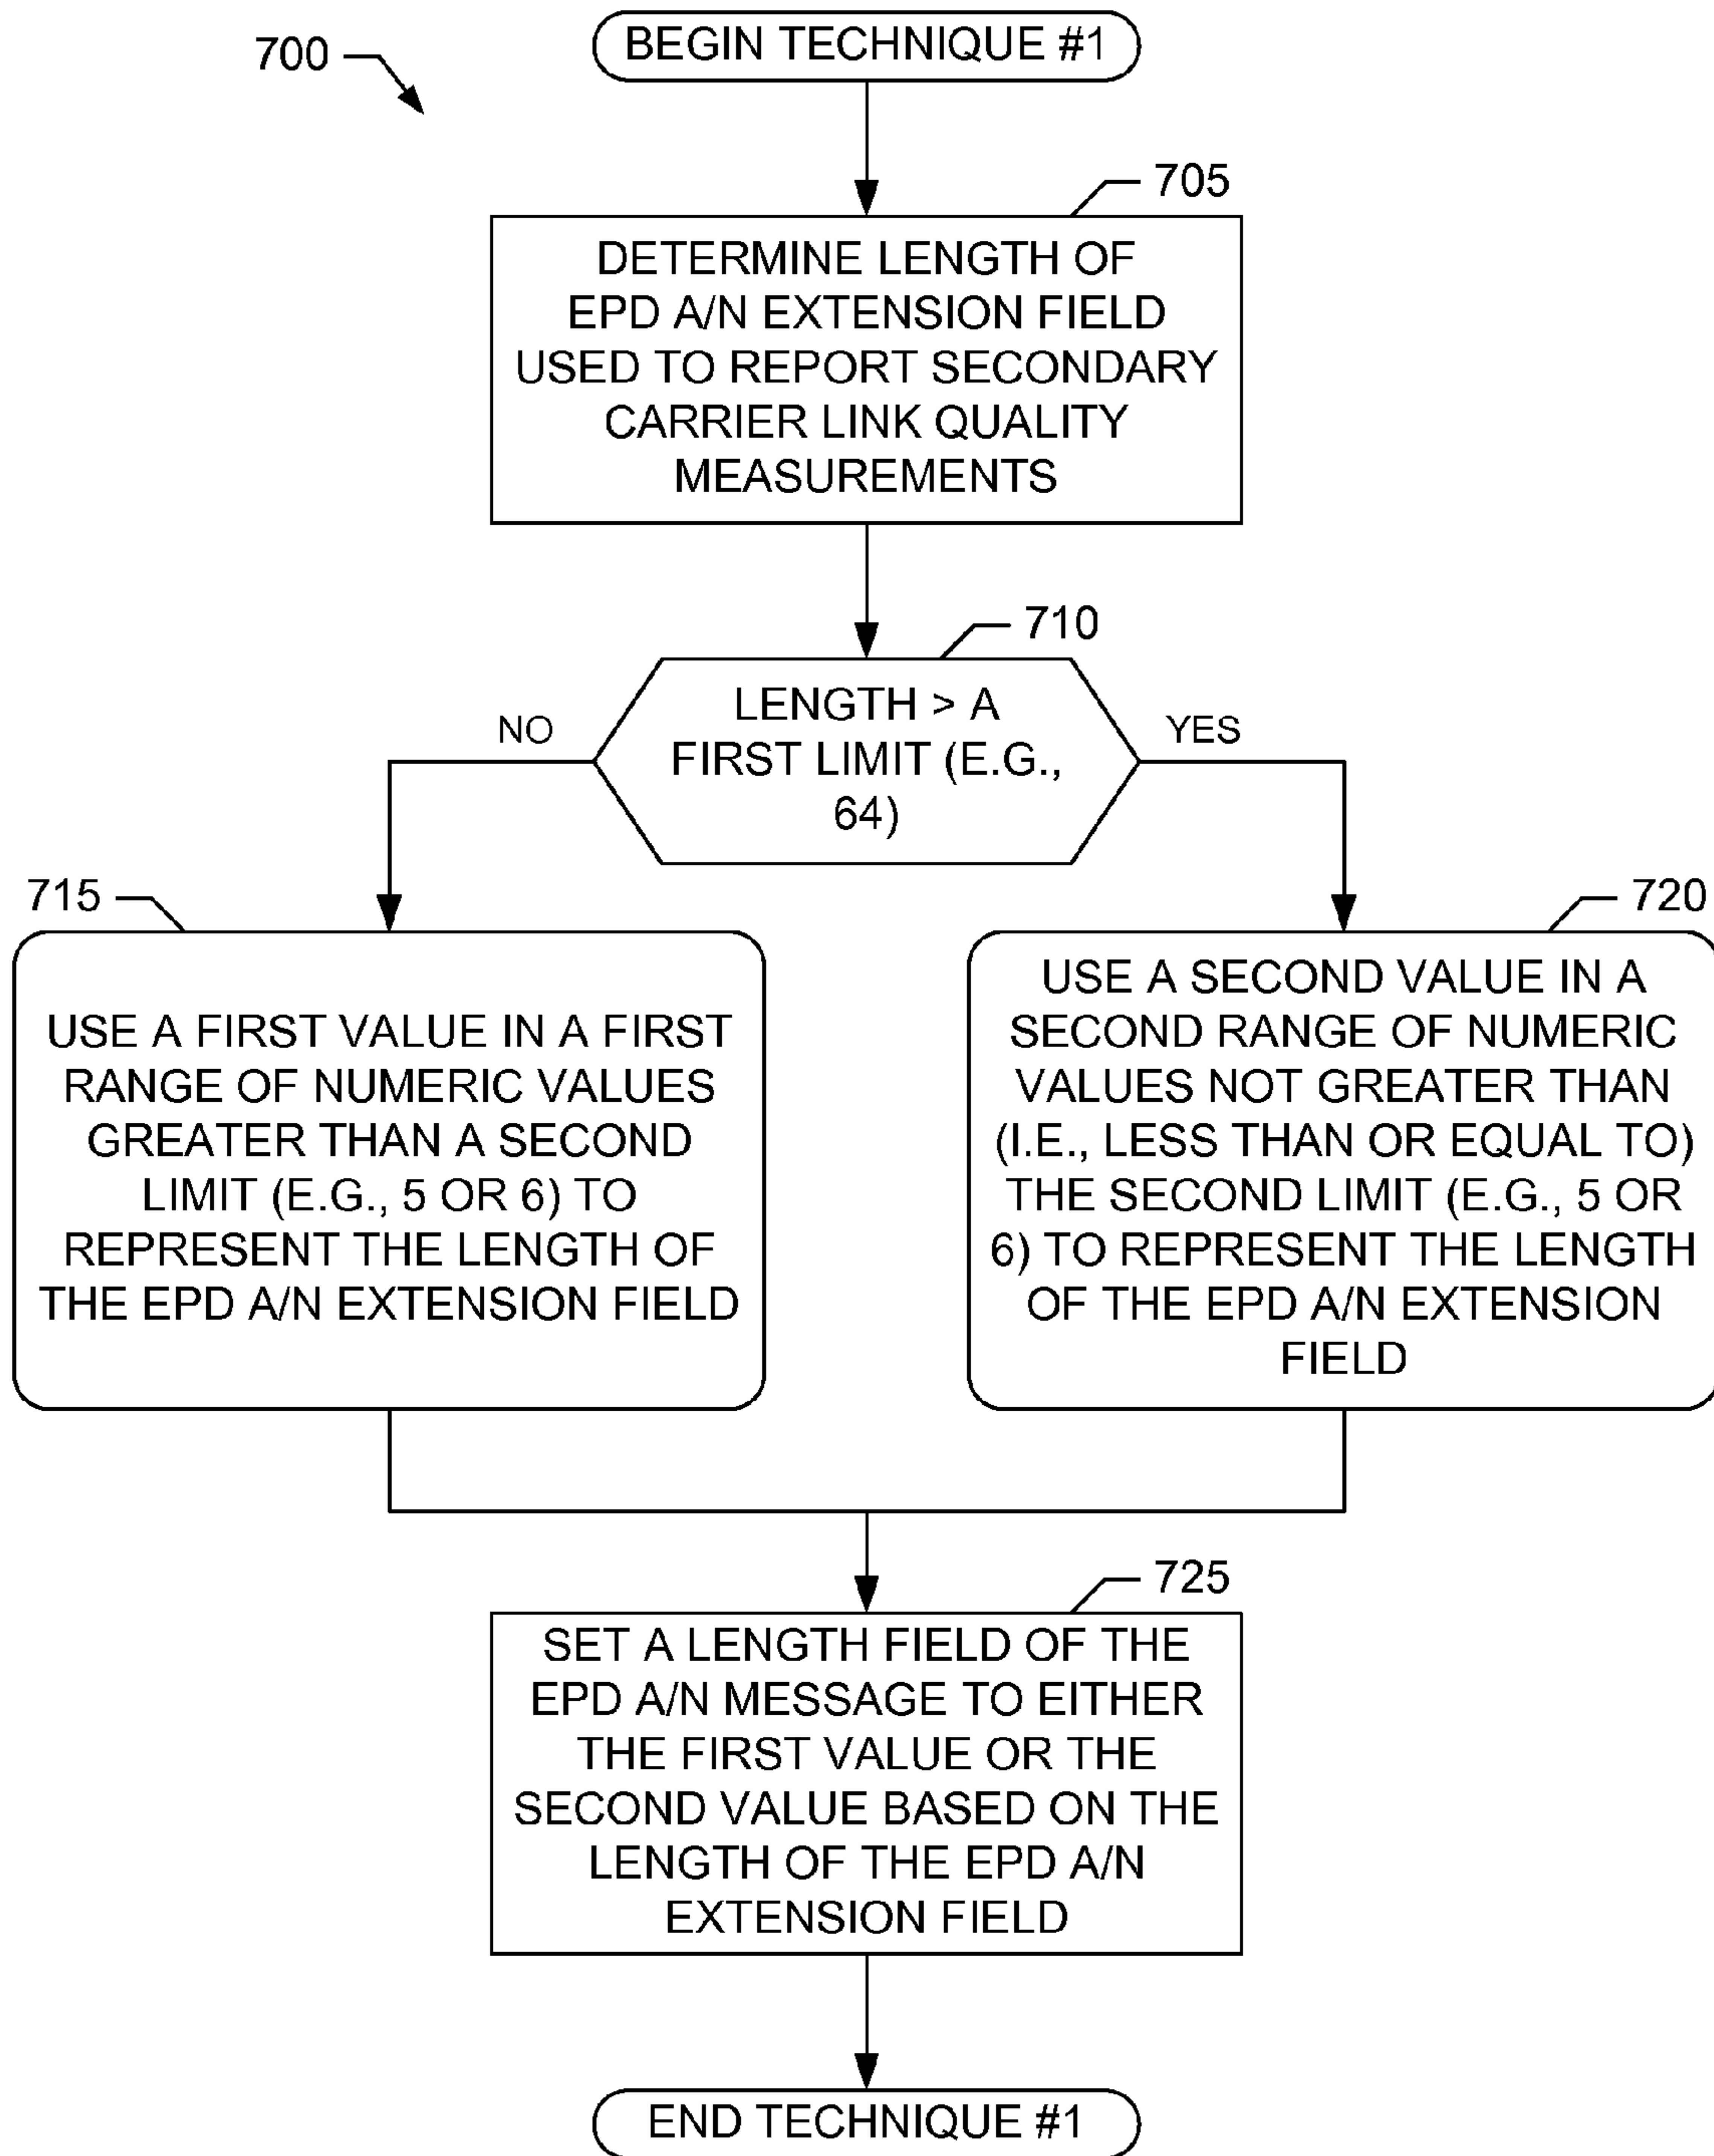 700
BEGIN TECHNIQUE #1
705
DETERMINE LENGTH OF
EPD A/N EXTENSION FIELD
USED TO REPORT SECONDARY
CARRIER LINK QUALITY
MEASUREMENTS
710
LENGTH > A
FIRST LIMIT (E.G.,
64)
NO
YES
715
USE A FIRST VALUE IN A FIRST
RANGE OF NUMERIC VALUES
GREATER THAN A SECOND
LIMIT (E.G., 5 OR 6) TO
REPRESENT THE LENGTH OF
THE EPD A/N EXTENSION FIELD
720
USE A SECOND VALUE IN A
SECOND RANGE OF NUMERIC
VALUES NOT GREATER THAN
(I.E., LESS THAN OR EQUAL TO)
THE SECOND LIMIT (E.G., 5 OR
6) TO REPRESENT THE LENGTH
OF THE EPD A/N EXTENSION
FIELD
725
SET A LENGTH FIELD OF THE
EPD A/N MESSAGE TO EITHER
THE FIRST VALUE OR THE
SECOND VALUE BASED ON THE
LENGTH OF THE EPD A/N
EXTENSION FIELD
END TECHNIQUE #1